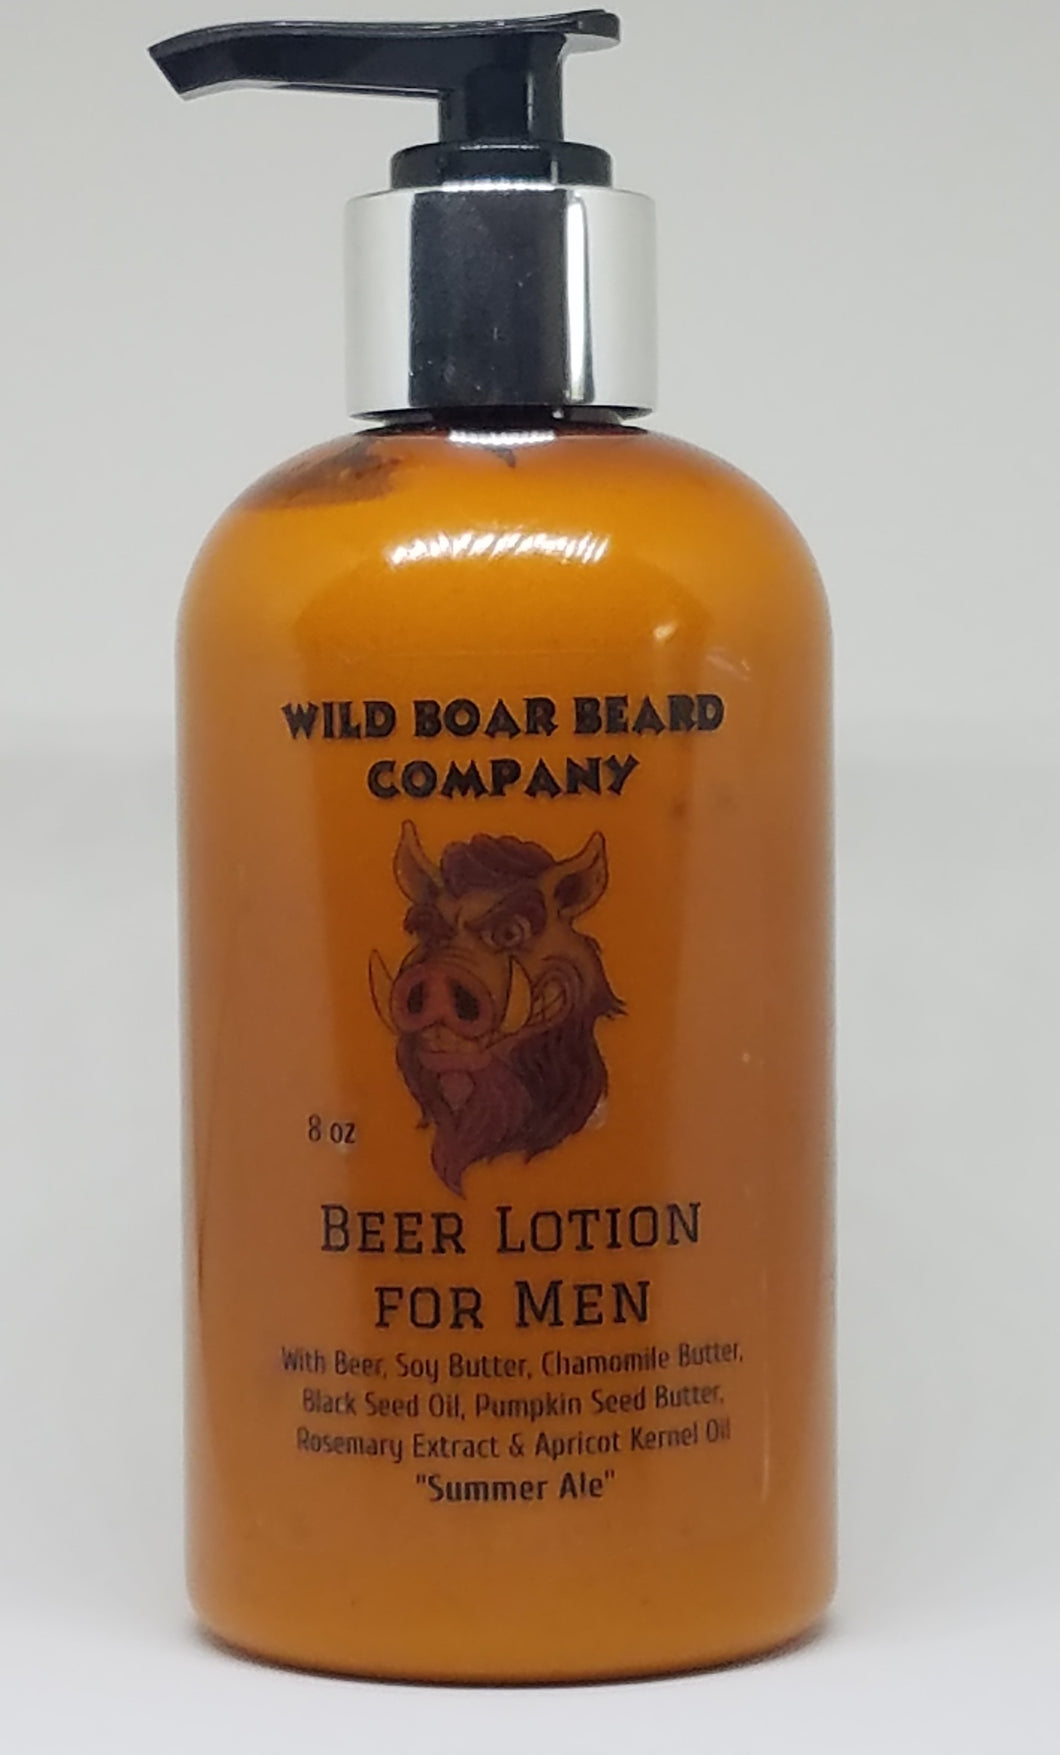 WILD BOAR BEARD
COMPANY
8 oz
BEER LOTION
FOR MEN
With Beer, Soy Butter, Chamomile Butter,
Black Seed Oil, Pumpkin Seed Butter,
Rosemary Extract & Apricot Kernel Oil
"Summer Ale"